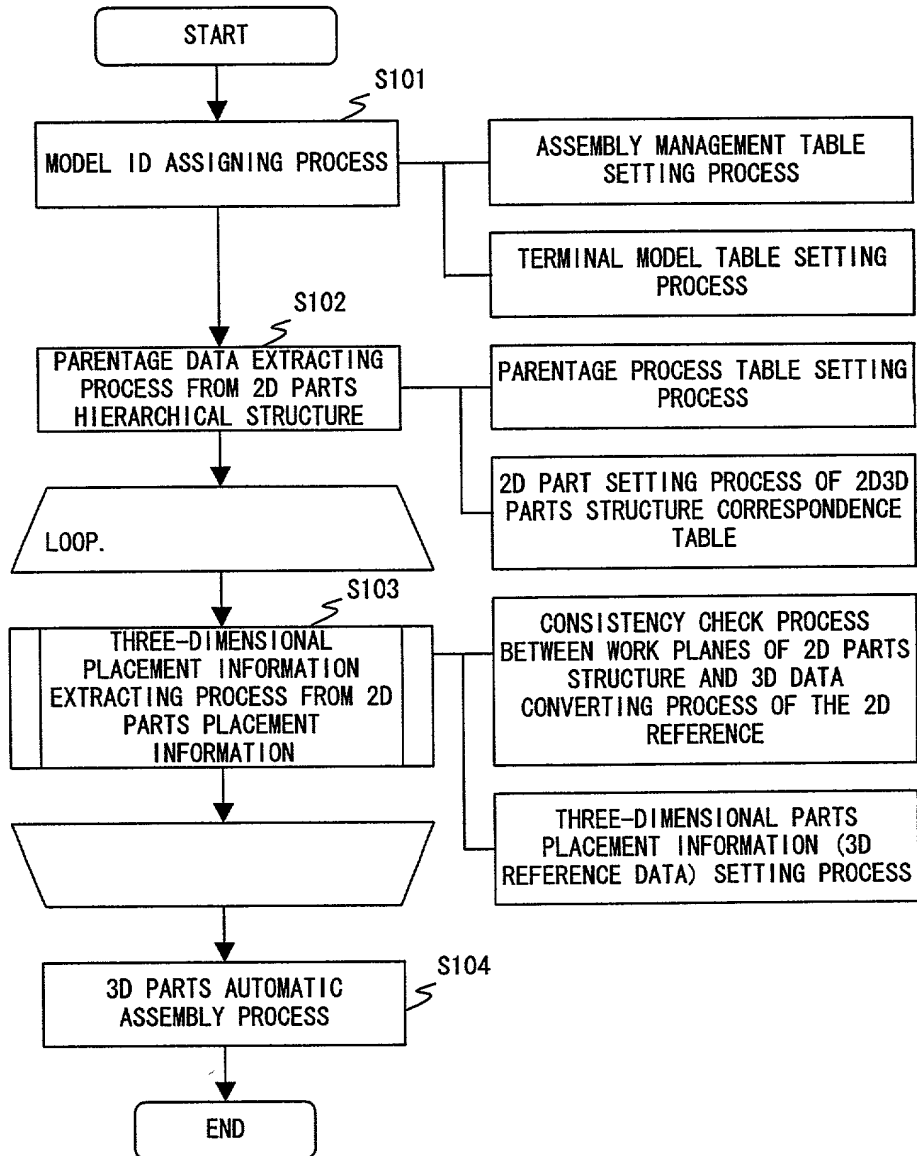 START
S101
MODEL ID ASSIGNING PROCESS
ASSEMBLY MANAGEMENT TABLE
SETTING PROCESS
TERMINAL MODEL TABLE SETTING
PROCESS
S102
PARENTAGE DATA EXTRACTING
PROCESS FROM 2D PARTS
HIERARCHICAL STRUCTURE
PARENTAGE PROCESS TABLE SETTING
PROCESS
2D PART SETTING PROCESS OF 2D3D
PARTS STRUCTURE CORRESPONDENCE
TABLE
LOOP.
S103
THREE-DIMENSIONAL
PLACEMENT INFORMATION
EXTRACTING PROCESS FROM 2D
PARTS PLACEMENT
INFORMATION
CONSISTENCY CHECK PROCESS
BETWEEN WORK PLANES OF 2D PARTS
STRUCTURE AND 3D DATA
CONVERTING PROCESS OF THE 2D
REFERENCE
THREE-DIMENSIONAL PARTS
PLACEMENT INFORMATION (3D
REFERENCE DATA) SETTING PROCESS
S104
3D PARTS AUTOMATIC
ASSEMBLY PROCESS
END